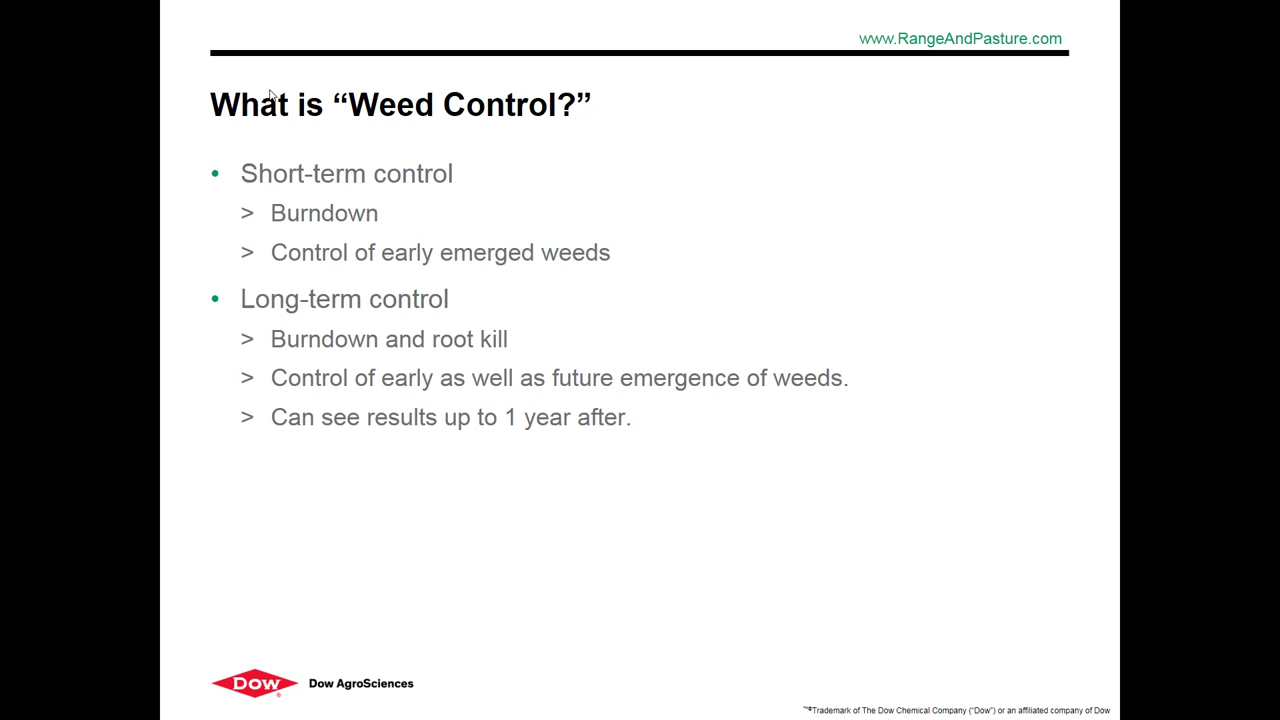 www.RangeAndPasture.com
What is “Weed Control?”
• Short-term control
> Burndown
> Control of early emerged weeds
• Long-term control
> Burndown and root kill
> Control of early as well as future emergence of weeds.
> Can see results up to 1 year after.
DOW® Dow AgroSciences
™®Trademark of The Dow Chemical Company (“Dow”) or an affiliated company of Dow